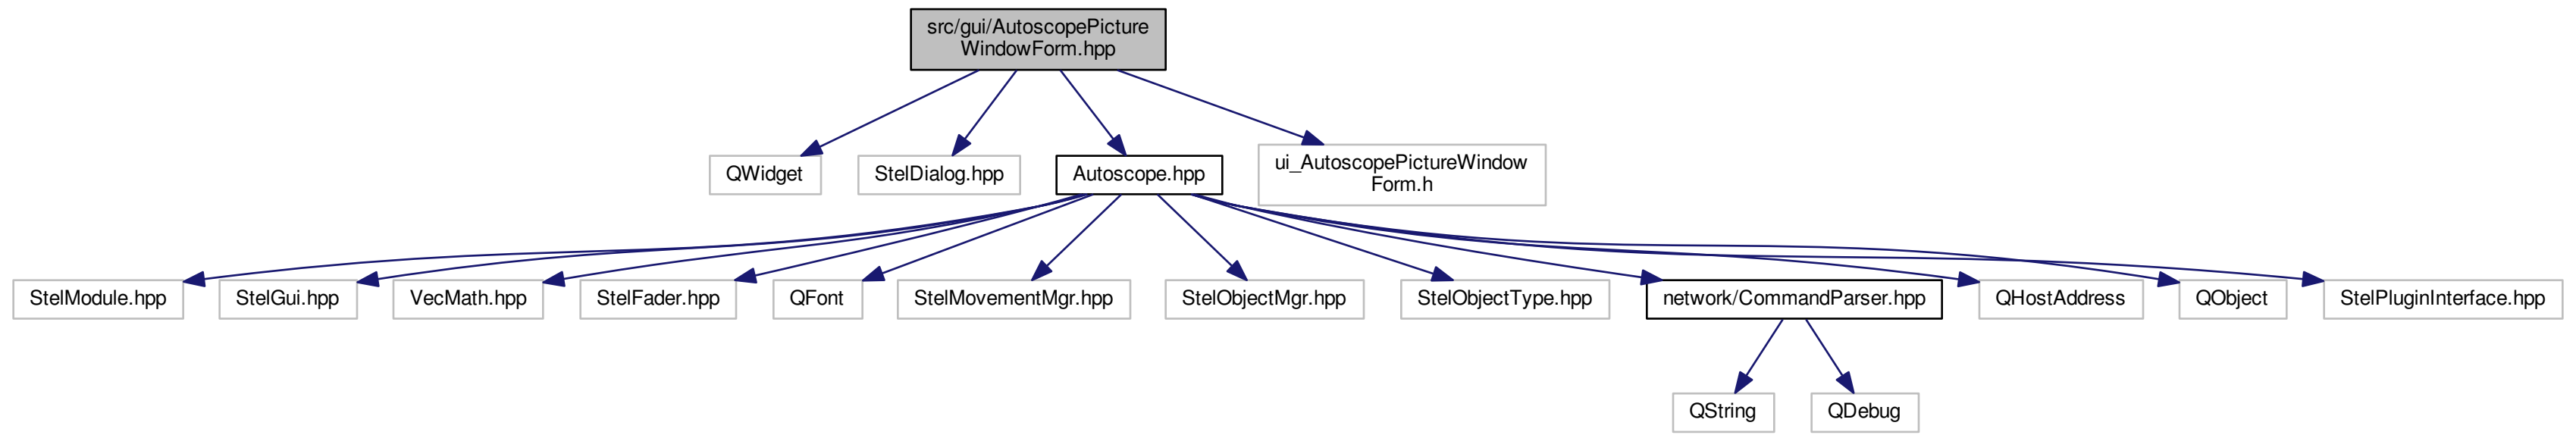 src/gui/AutoscopePicture
WindowForm.hpp
QWidget
StelDialog.hpp
Autoscope.hpp
ui_AutoscopePictureWindow
Form.h
StelModule.hpp
StelGui.hpp
VecMath.hpp
StelFader.hpp
QFont
StelMovementMgr.hpp
StelObjectMgr.hpp
StelObjectType.hpp
network/CommandParser.hpp
QHostAddress
QObject
StelPluginInterface.hpp
QString
QDebug